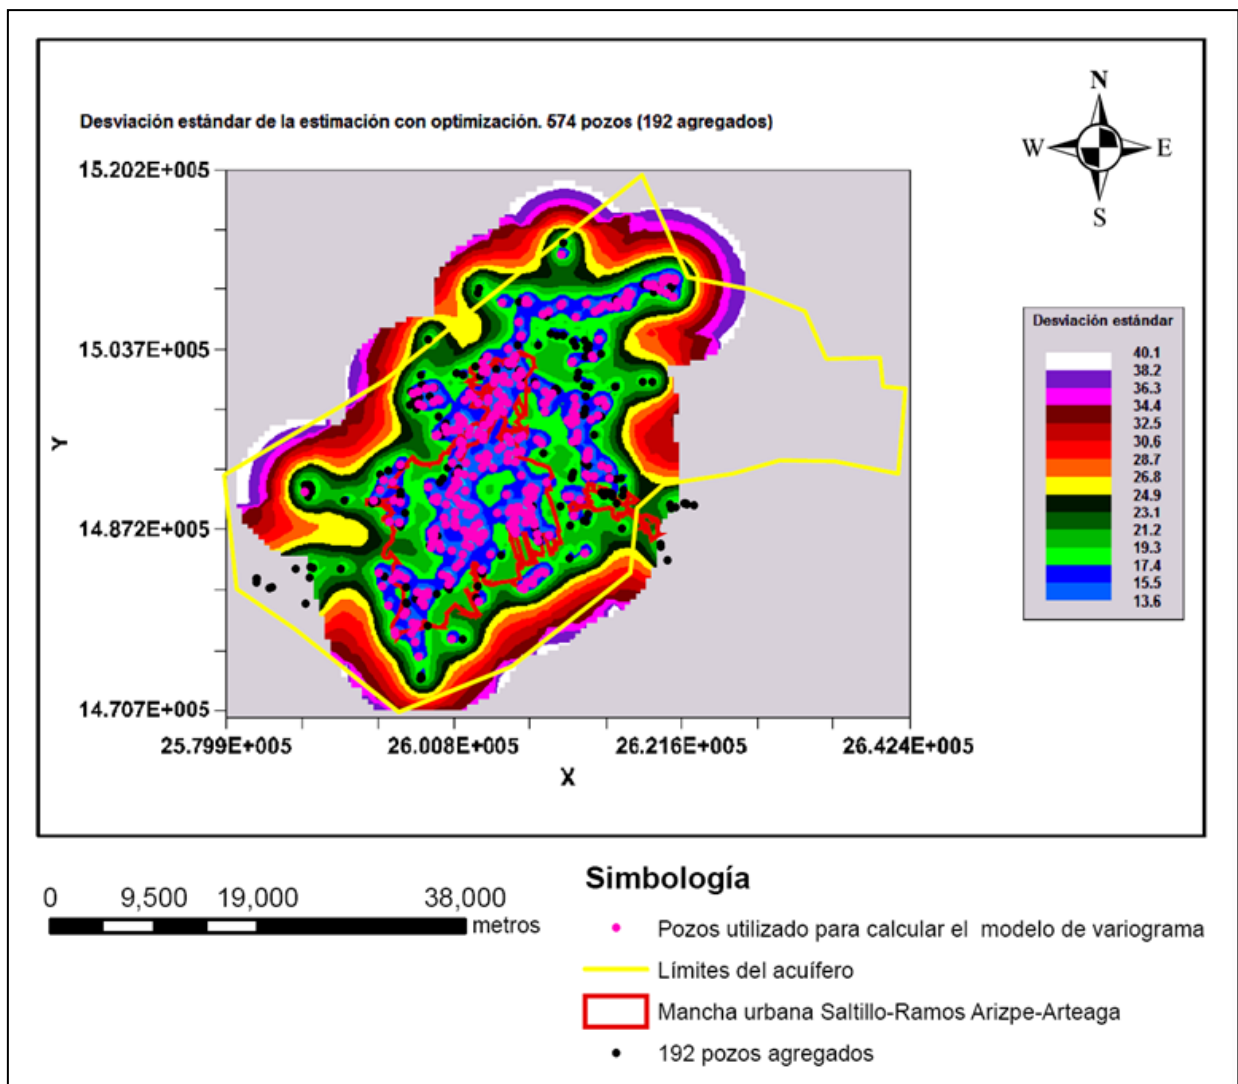 N
W E
S
Desviación estándar de la estimación con optimización. 574 pozos (192 agregados)
15.202E+005
15.037E+005
14.872E+005
14.707E+005
Y
25.799E+005 26.008E+005 26.216E+005 26.424E+005
X
Desviación estándar
40.1
38.2
36.3
34.4
32.5
30.6
28.7
26.8
24.9
23.1
21.2
19.3
17.4
15.5
13.6
0 9,500 19,000 38,000
metros
Simbología
Pozos utilizado para calcular el modelo de variograma
Límites del acuífero
Mancha urbana Saltillo-Ramos Arizpe-Arteaga
192 pozos agregados